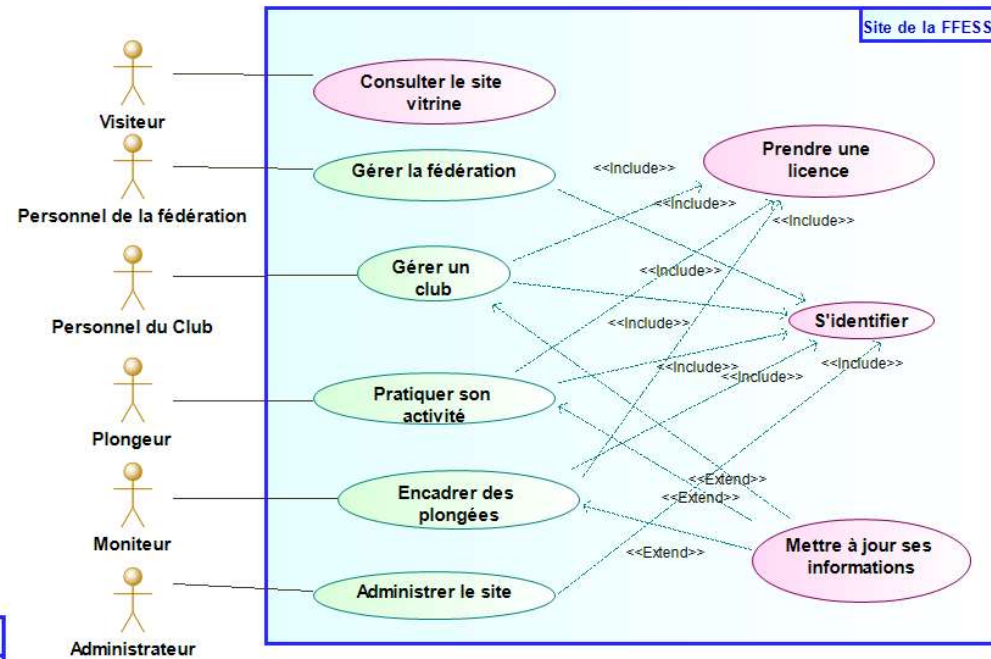 Site de la FFESS
Visiteur
Consulter le site
vitrine
Personnel de la fédération
Gérer la fédération
<<Include>>
Prendre une
licence
<<Include>>
<<Include>>
Personnel du Club
Gérer un
club
<<Include>>
<<Include>>
S'identifier
Plongeur
Pratiquer son
activité
<<Include>>
<<Include>>
<<Include>>
Moniteur
Encadrer des
plongées
<<Extend>>
<<Extend>>
<<Extend>>
Mettre à jour ses
informations
Administrateur
Administrer le site